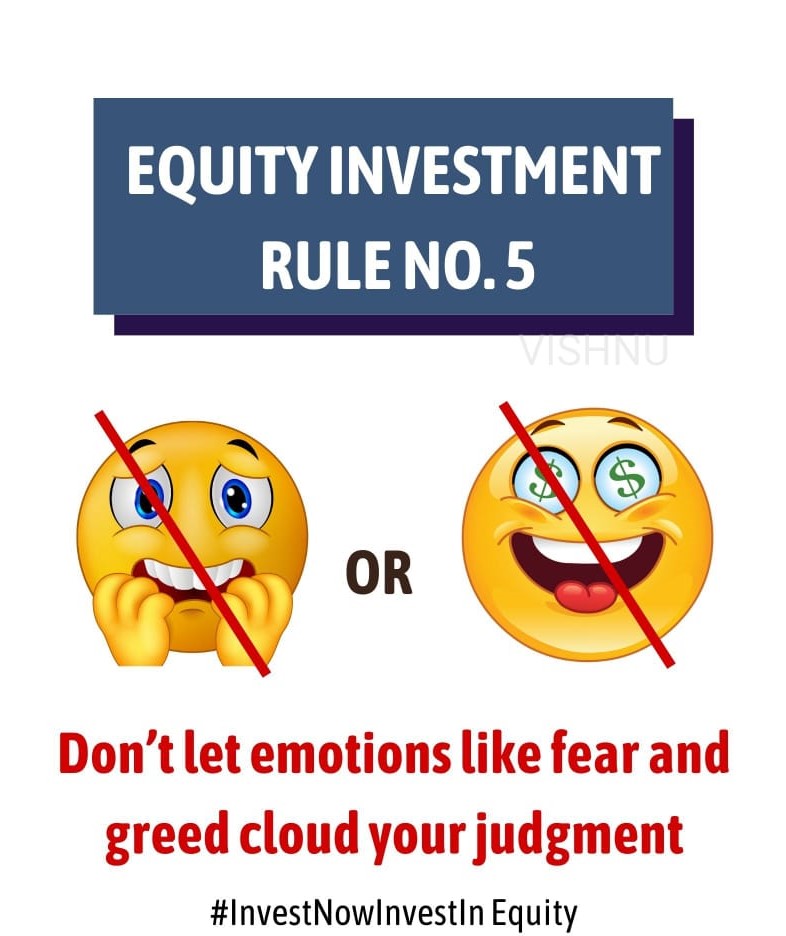 EQUITY INVESTMENT
RULE NO. 5
VISHNU
OR
Don't let emotions like fear and
greed cloud your judgment
#InvestNowInvestIn Equity